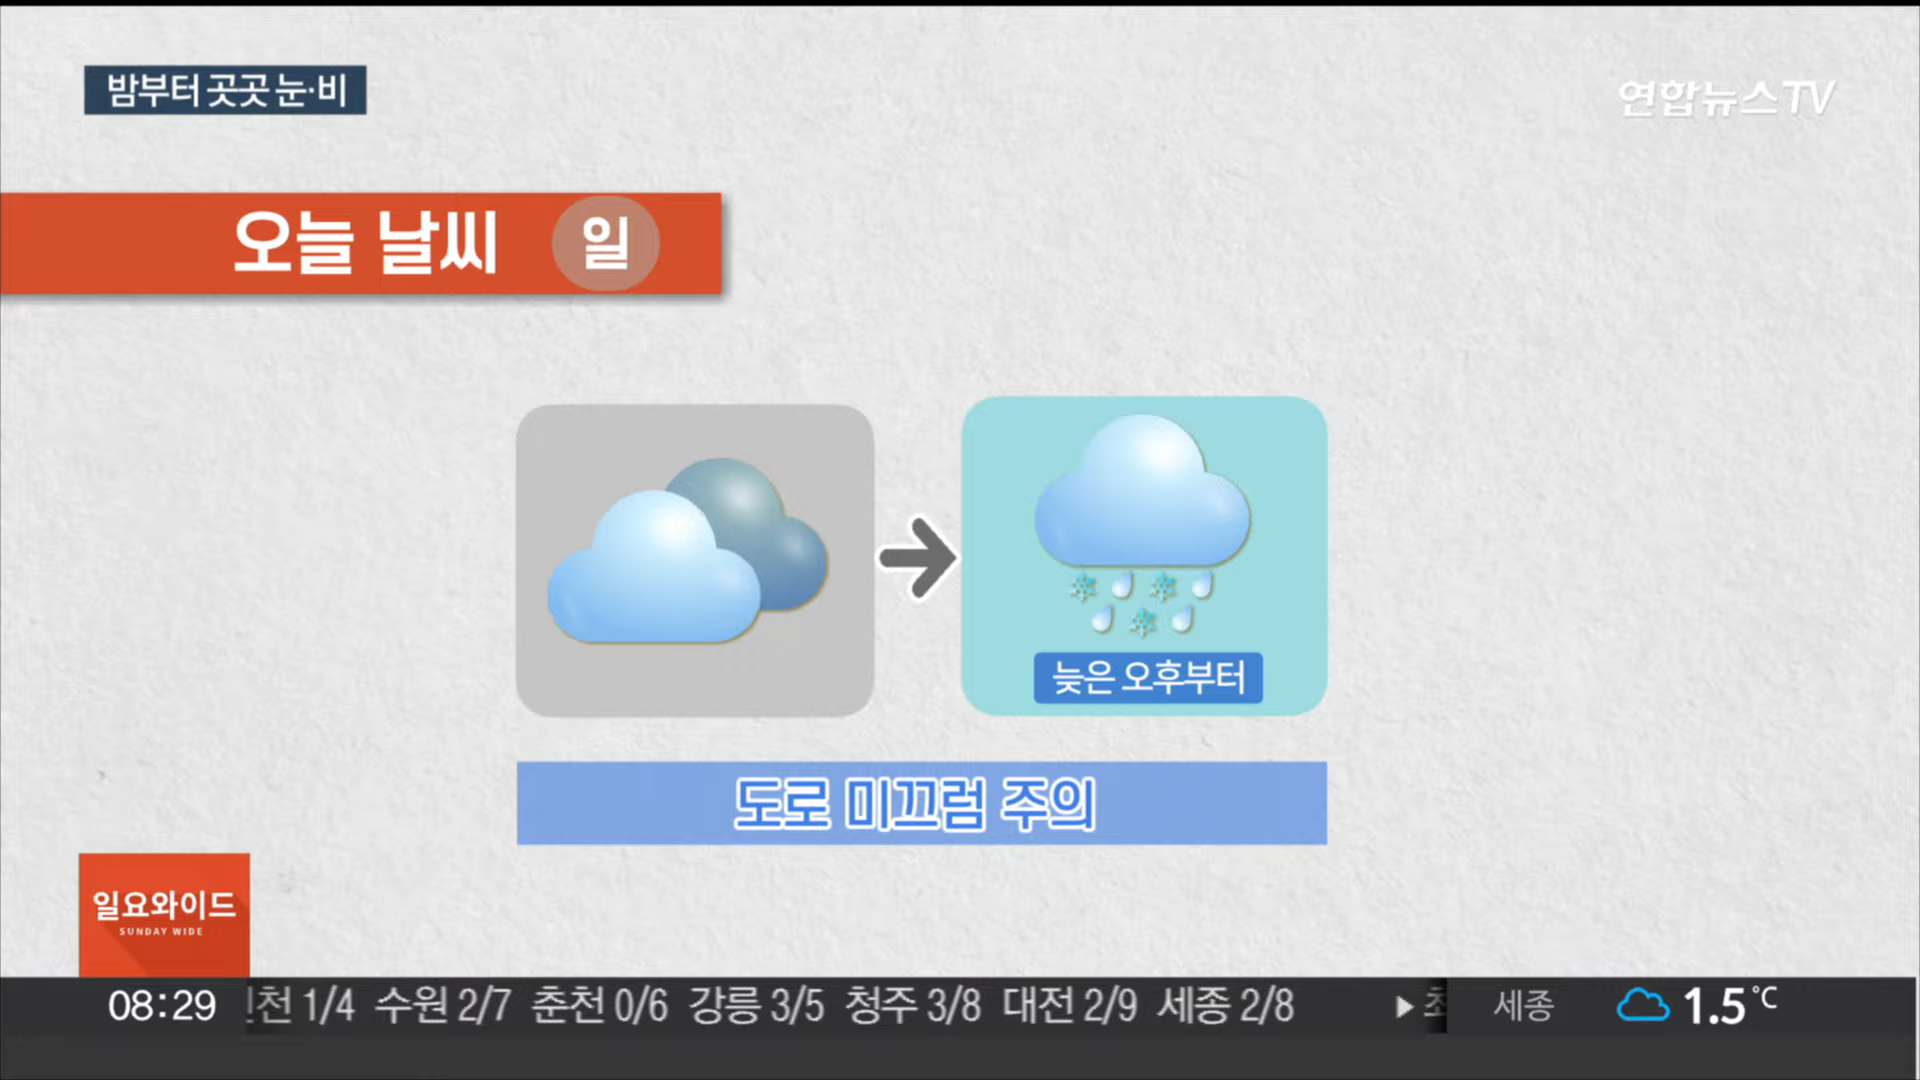 밤부터 곳곳 눈·비
연합뉴스TV
오늘 날씨 일
늦은 오후부터
도로 미끄럼 주의
일요와이드
SUNDAY WIDE
08:29 1/4 수원 2/7 춘천 0/6 강릉 3/5 청주 3/8 대전 2/9 세종 2/8 ▶ 세종 1.5℃